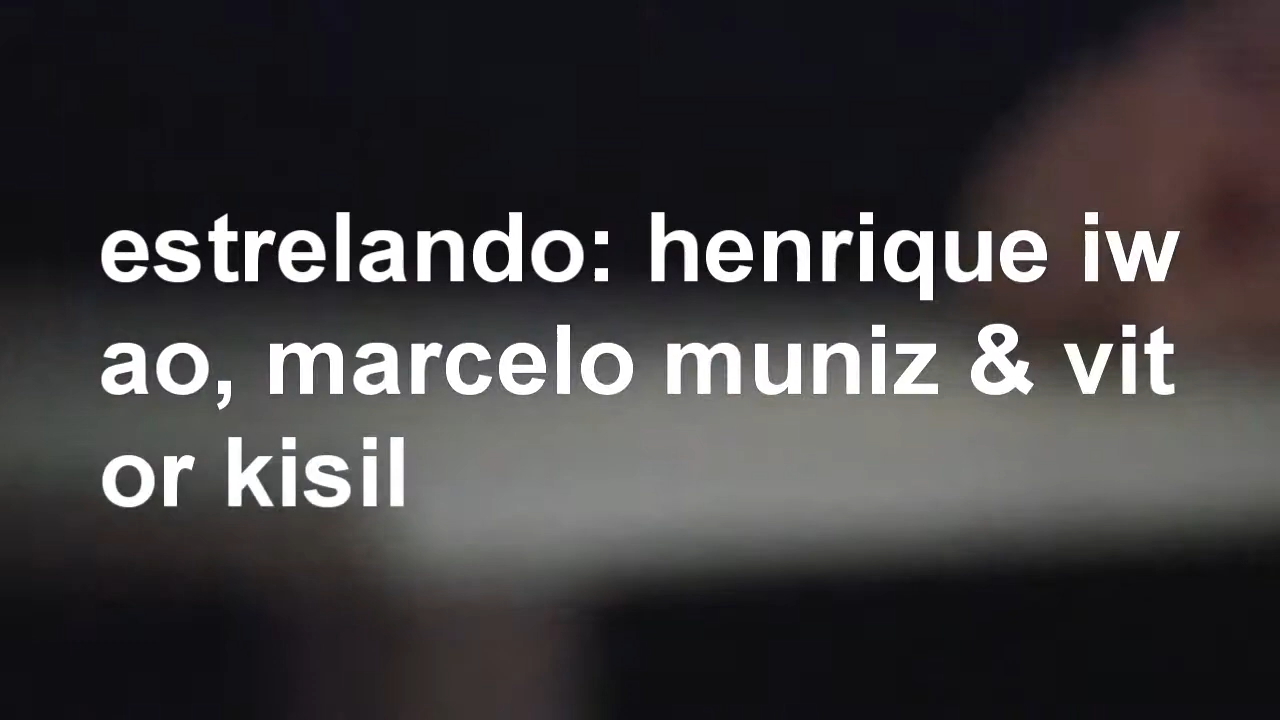 estrelando: henrique iw
ao, marcelo muniz & vit
or kisil